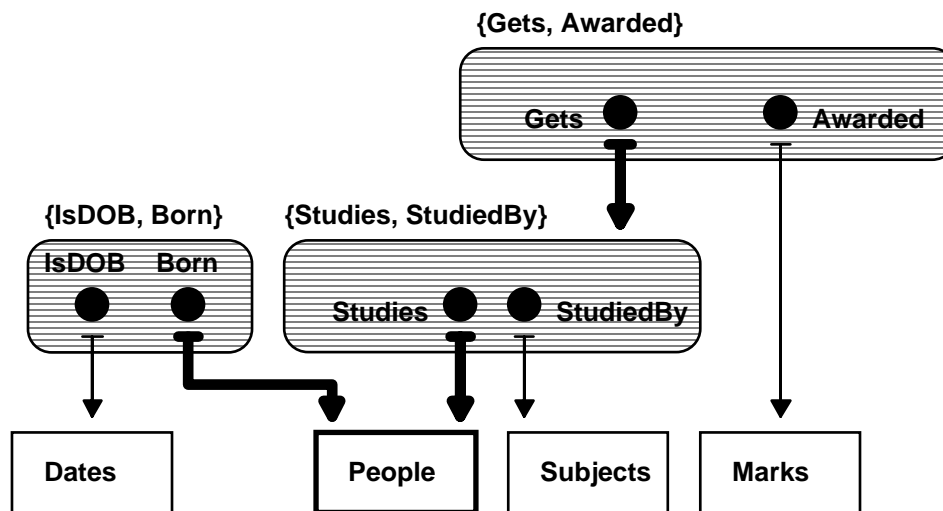 {Gets, Awarded}
Gets Awarded
{IsDOB, Born} {Studies, StudiedBy}
IsDOB Born
Studies StudiedBy
Dates People Subjects Marks